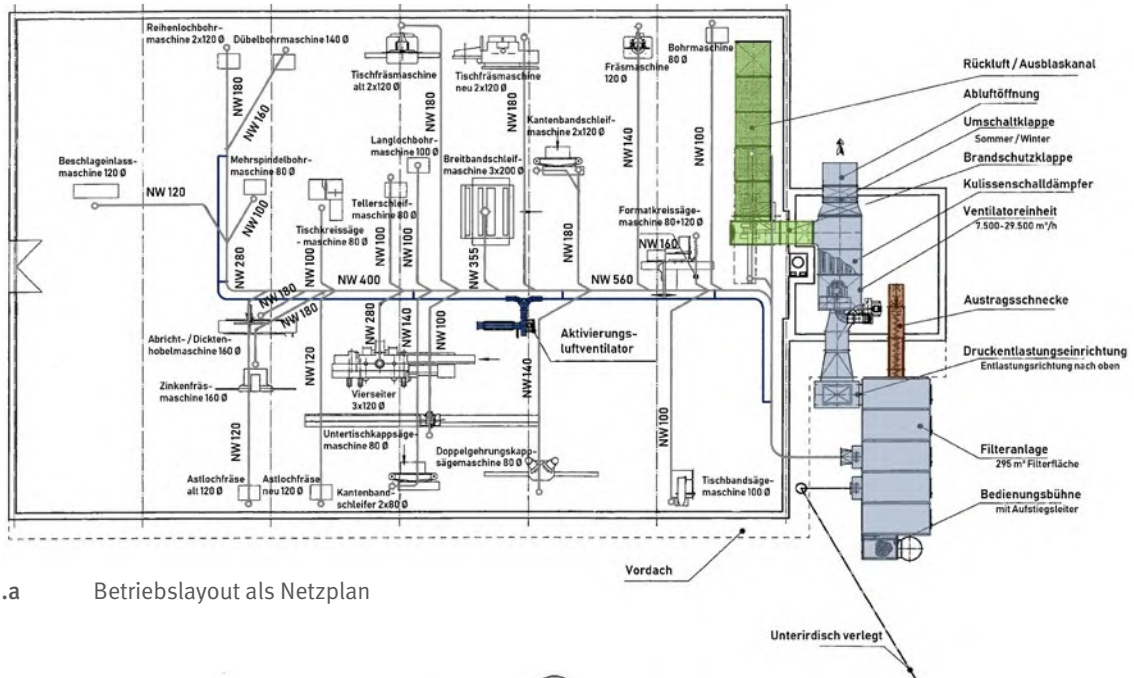 Reihenlochbohr-
maschine 2x120 Ø
Dübelbohrmaschine 140 Ø
NW 180
NW 160
Tischfräsmaschine
alt 2x120 Ø
NW 180
Tischfräsmaschine
neu 2x120 Ø
NW 180
Fräsmaschine
120 Ø
Bohrmaschine
80 Ø
NW 140
NW 100
Kantenbandschleif-
maschine 2x120 Ø
Langlochbohr-
maschine 100 Ø
Breitbandschleif-
maschine 3x200 Ø
Beschlageinlass-
maschine 120 Ø
NW 120
Mehrspindelbohr-
maschine 80 Ø
NW 100
Tellerschleif-
maschine 80 Ø
Tischkreissäge
- maschine 80 Ø
Formatkreissäge-
maschine 80+120 Ø
NW 160
NW 280
NW 100
NW 100
NW 100
NW 355
NW 180
NW 400
NW 560
NW 180
NW 180
Abricht- / Dickten-
hobelmaschine 160 Ø
NW 280
NW 140
NW 100
Aktivierungs-
luftventilator
Zinkenfräs-
maschine 160 Ø
NW 120
NW 120
Vierseiter
3x120 Ø
NW 140
NW 100
Untertischkappsäge-
maschine 80 Ø
Doppelgehrungskapp-
sägemaschine 80 Ø
Astlochfräse
alt 120 Ø
Astlochfräse
neu 120 Ø
Kantenband-
schleifer 2x80 Ø
Tischbandsäge-
maschine 100 Ø
Rückluft / Ausblaskanal
Abluftöffnung
Umschaltklappe
Sommer / Winter
Brandschutzklappe
Kulissenschalldämpfer
Ventilatoreinheit
7.500-29.500 m³/h
Austragsschnecke
Druckentlastungseinrichtung
Entlastungsrichtung nach oben
Filteranlage
295 m² Filterfläche
Bedienungsbühne
mit Aufstiegsleiter
Vordach
.a Betriebslayout als Netzplan
Unterirdisch verlegt